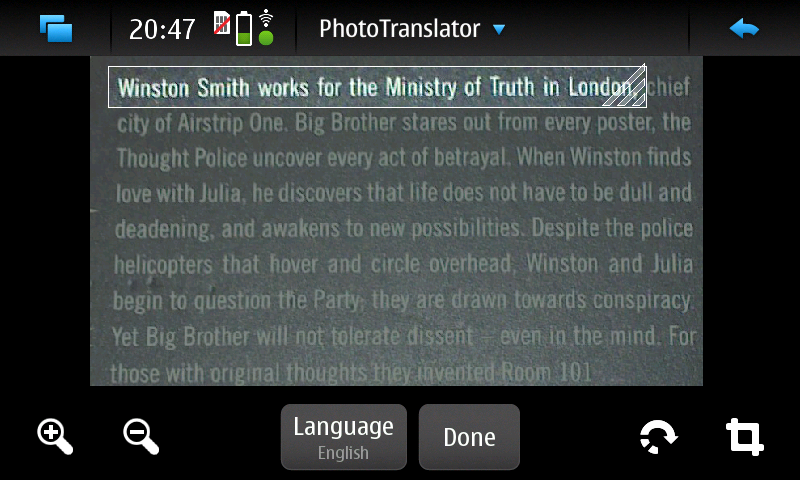 20:47
PhotoTranslator
Winston Smith works for the Ministry of Truth in London, chief
city of Airstrip One. Big Brother stares out from every poster, the
Thought Police uncover every act of betrayal. When Winston finds
love with Julia, he discovers that life does not have to be dull and
deadening, and awakens to new possibilities. Despite the police
helicopters that hover and circle overhead, Winston and Julia
begin to question the Party; they are drawn towards conspiracy.
Yet Big Brother will not tolerate dissent – even in the mind. For
those with original thoughts they invented Room 101
Language
English
Done